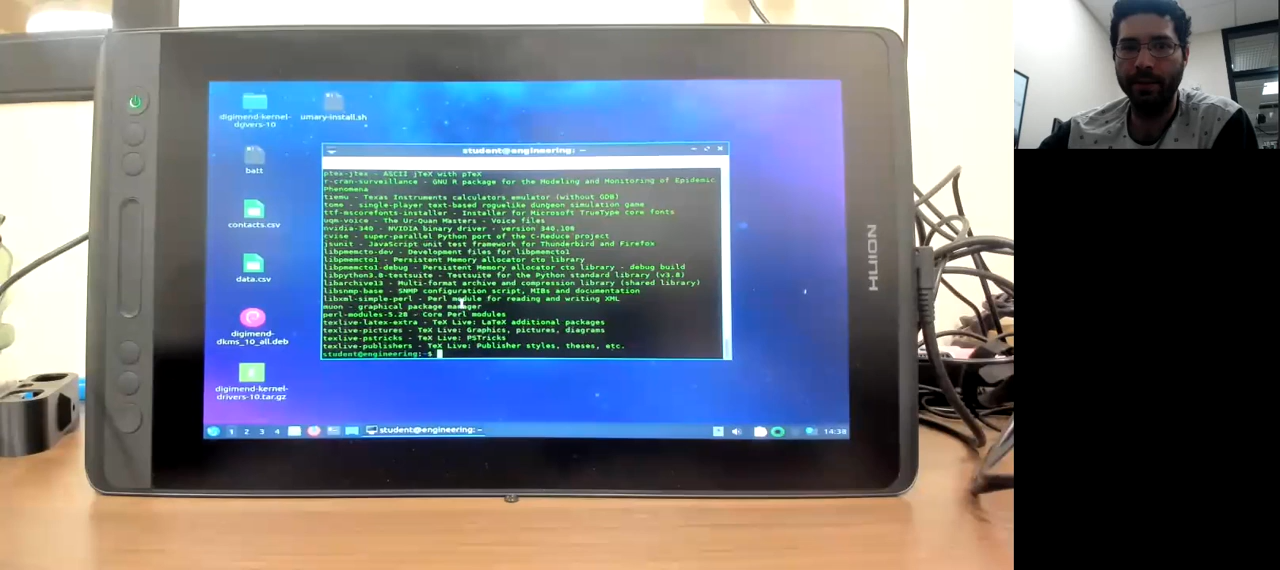 digimend-kernel-
drivers-10
umary-install.sh
batt
contacts.csv
data.csv
digimend-
dkms_10_all.deb
digimend-kernel-
drivers-10.tar.gz
student@engineering: ~
ptex-jtex - ASCII jTeX with pTeX
r-cran-surveillance - GNU R package for the Modeling and Monitoring of Epidemic
Phenomena
tiemu - Texas Instruments calculators emulator (without GDB)
tome - single-player text-based roguelike dungeon simulation game
ttf-mscorefonts-installer - Installer for Microsoft TrueType core fonts
uqm-voice - The Ur-Quan Masters - Voice files
nvidia-340 - NVIDIA binary driver - version 340.108
cvise - super-parallel Python port of the C-Reduce project
jsunit - JavaScript unit test framework for Thunderbird and Firefox
libpmemcto-dev - Development files for libpmemcto1
libpmemcto1 - Persistent Memory allocator cto library
libpmemcto1-debug - Persistent Memory allocator cto library - debug build
libpython3.8-testsuite - Testsuite for the Python standard library (v3.8)
libarchive13 - Multi-format archive and compression library (shared library)
libsnmp-base - SNMP configuration script, MIBs and documentation
libxml-simple-perl - Perl module for reading and writing XML
muon - graphical package manager
perl-modules-5.28 - Core Perl modules
texlive-latex-extra - TeX Live: LaTeX additional packages
texlive-pictures - TeX Live: Graphics, pictures, diagrams
texlive-pstricks - TeX Live: PSTricks
texlive-publishers - TeX Live: Publisher styles, theses, etc.
student@engineering:~$
1 2 3 4
student@engineering: ~
14:38
HUION